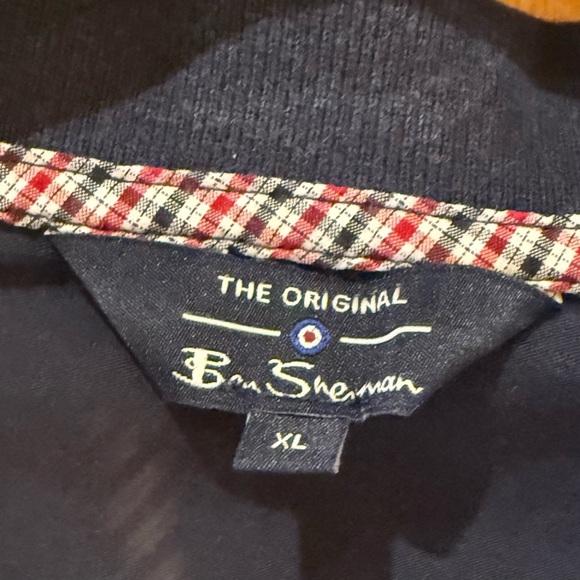 THE ORIGINAL
Ben Sherman
XL